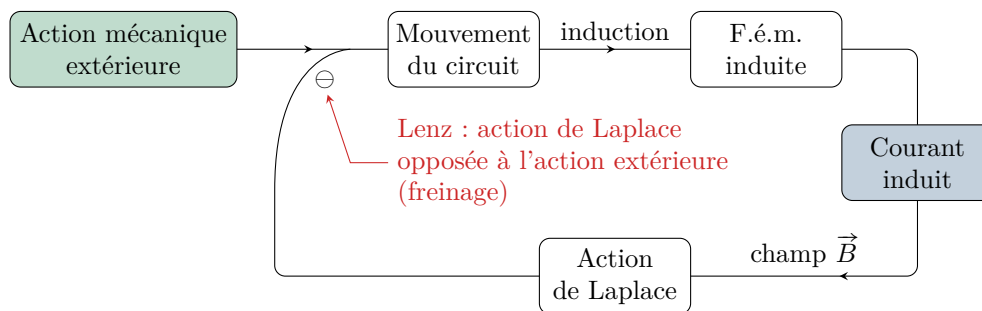 Action mécanique
extérieure
Mouvement
du circuit
induction
F.é.m.
induite
⊖
Lenz : action de Laplace
opposée à l'action extérieure
(freinage)
Courant
induit
champ \overrightarrow{B}
Action
de Laplace